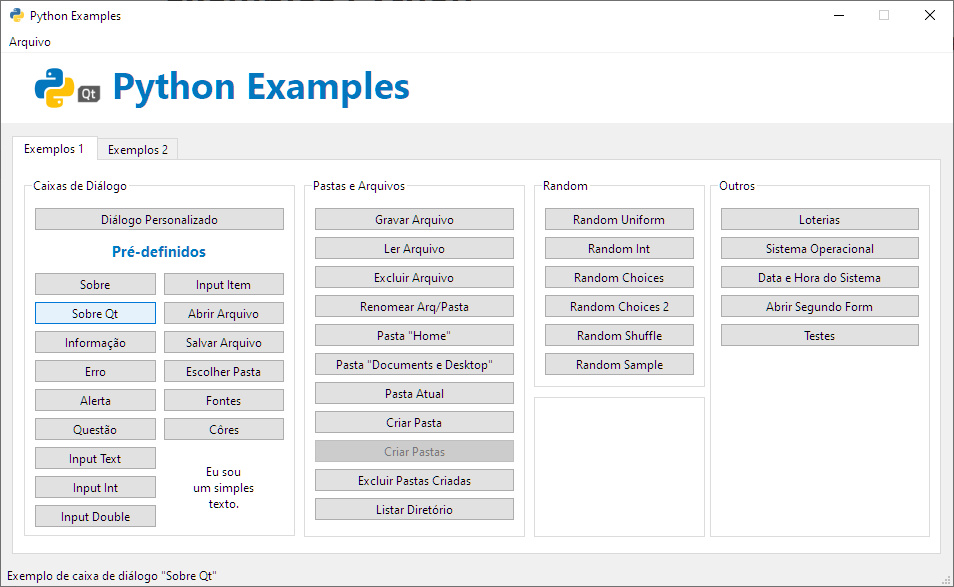 Python Examples
Arquivo
Qt Python Examples
Exemplos 1
Exemplos 2
Caixas de Diálogo
Diálogo Personalizado
Pré-definidos
Sobre
Input Item
Sobre Qt
Abrir Arquivo
Informação
Salvar Arquivo
Erro
Escolher Pasta
Alerta
Fontes
Questão
Côres
Input Text
Input Int
Input Double
Eu sou
um simples
texto.
Pastas e Arquivos
Gravar Arquivo
Ler Arquivo
Excluir Arquivo
Renomear Arq/Pasta
Pasta "Home"
Pasta "Documents e Desktop"
Pasta Atual
Criar Pasta
Criar Pastas
Excluir Pastas Criadas
Listar Diretório
Random
Random Uniform
Random Int
Random Choices
Random Choices 2
Random Shuffle
Random Sample
Outros
Loterias
Sistema Operacional
Data e Hora do Sistema
Abrir Segundo Form
Testes
Exemplo de caixa de diálogo "Sobre Qt"